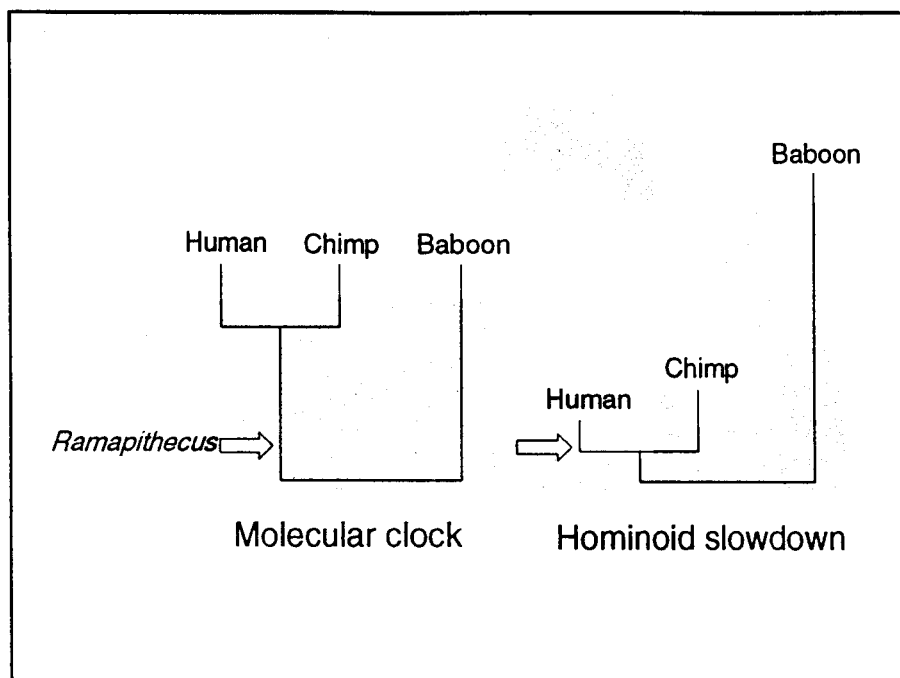 Baboon
Human Chimp Baboon
Chimp
Human
Ramapithecus
Molecular clock
Hominoid slowdown